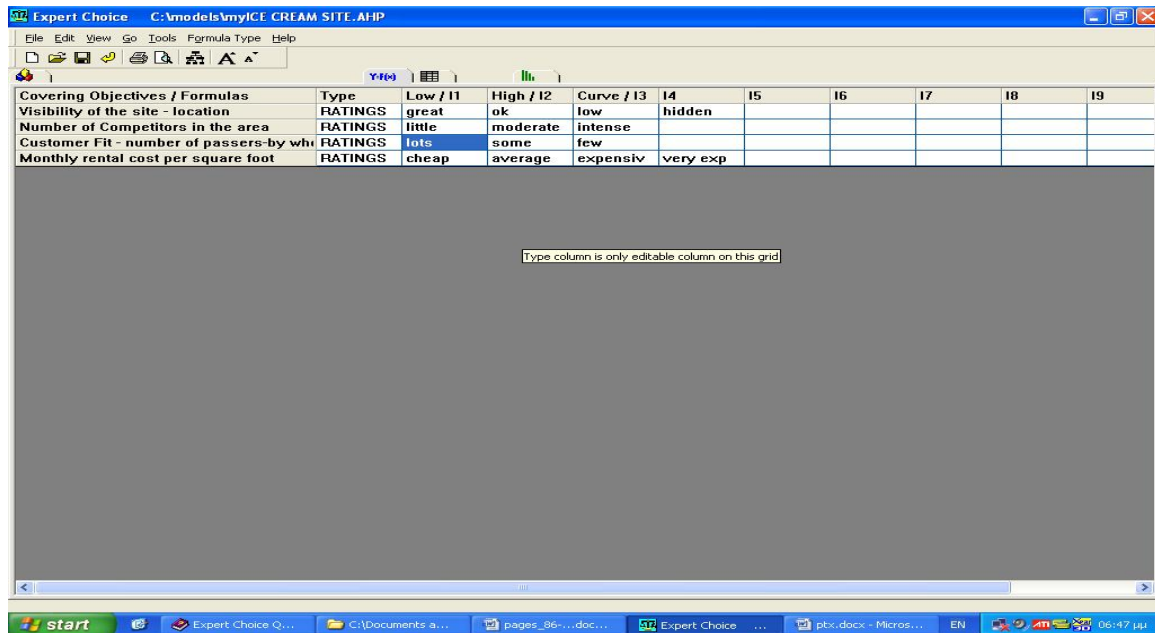 Expert Choice C:\models\myICE CREAM SITE.AHP
File Edit View Go Tools Formula Type Help
Y=F(x)
Covering Objectives / Formulas Type Low / I1 High / I2 Curve / I3 I4 I5 I6 I7 I8 I9
Visibility of the site - location RATINGS great ok low hidden
Number of Competitors in the area RATINGS little moderate intense
Customer Fit - number of passers-by who RATINGS lots some few
Monthly rental cost per square foot RATINGS cheap average expensiv very exp
Type column is only editable column on this grid
start Expert Choice Q... C:\Documents a... pages_86-...doc... Expert Choice ... ptx.docx - Micros... EN 06:47 μμ